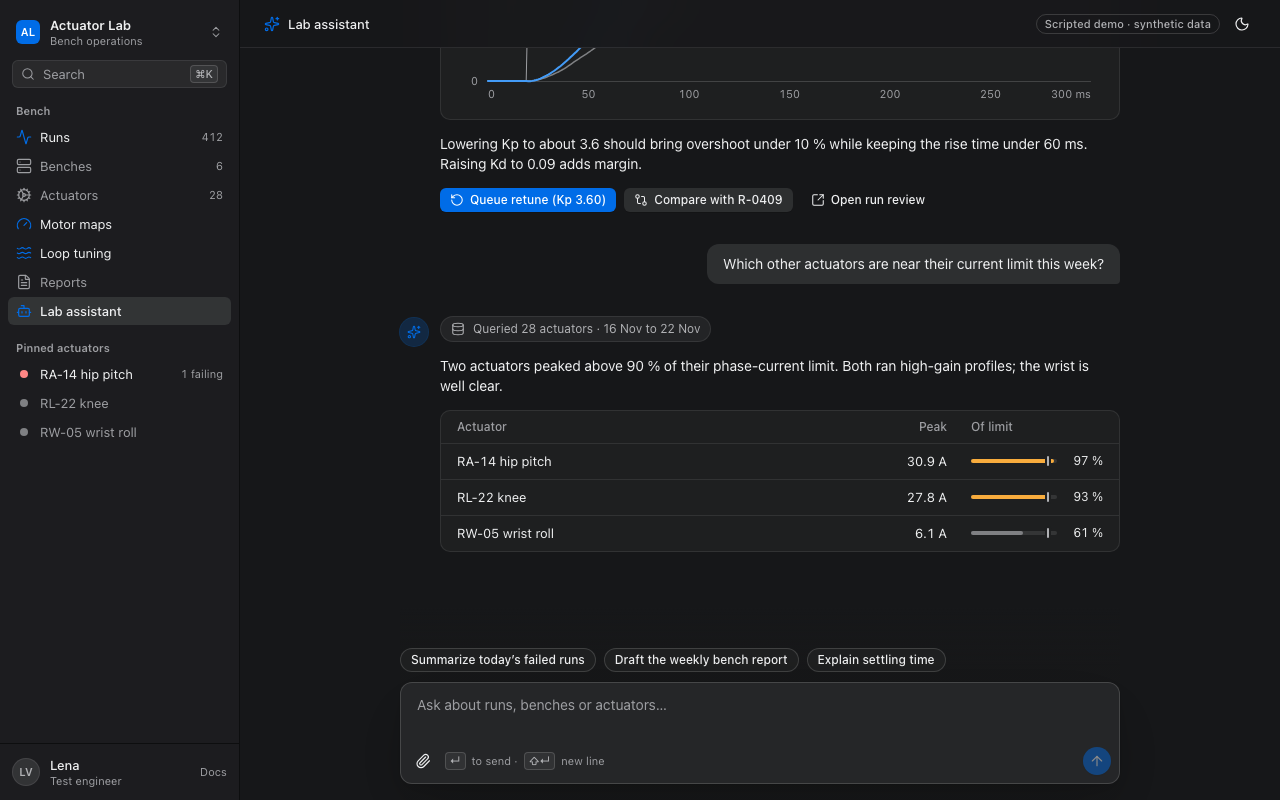 AL
Actuator Lab
Bench operations
Search ⌘K
Bench
Runs 412
Benches 6
Actuators 28
Motor maps
Loop tuning
Reports
Lab assistant
Pinned actuators
RA-14 hip pitch 1 failing
RL-22 knee
RW-05 wrist roll
LV
Lena
Test engineer
Docs
Lab assistant
Scripted demo · synthetic data
0
0 50 100 150 200 250 300 ms
Lowering Kp to about 3.6 should bring overshoot under 10 % while keeping the rise time under 60 ms.
Raising Kd to 0.09 adds margin.
Queue retune (Kp 3.60) Compare with R-0409 Open run review
Which other actuators are near their current limit this week?
Queried 28 actuators · 16 Nov to 22 Nov
Two actuators peaked above 90 % of their phase-current limit. Both ran high-gain profiles; the wrist is
well clear.
Actuator Peak Of limit
RA-14 hip pitch 30.9 A 97 %
RL-22 knee 27.8 A 93 %
RW-05 wrist roll 6.1 A 61 %
Summarize today’s failed runs Draft the weekly bench report Explain settling time
Ask about runs, benches or actuators…
↵ to send · ⇧↵ new line